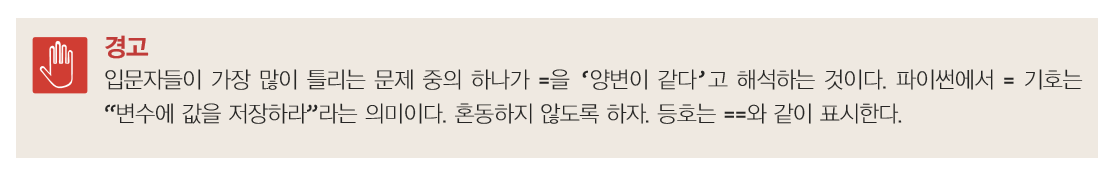 경고
입문자들이 가장 많이 틀리는 문제 중의 하나가 =을 ‘양변이 같다’고 해석하는 것이다. 파이썬에서 = 기호는
“변수에 값을 저장하라”라는 의미이다. 혼동하지 않도록 하자. 등호는 ==와 같이 표시한다.